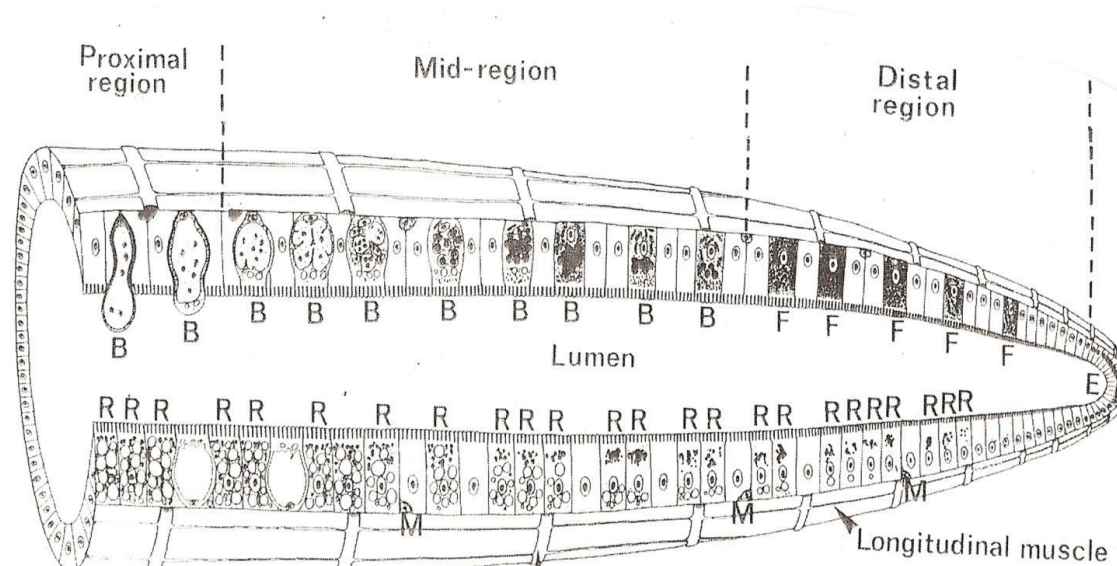 Proximal
region
Mid-region
Distal
region
B B B B B B B B B B F F F F F
Lumen
E
R R R R R R R R R R R R R R R R R R R R R R R R
M M M
Longitudinal muscle